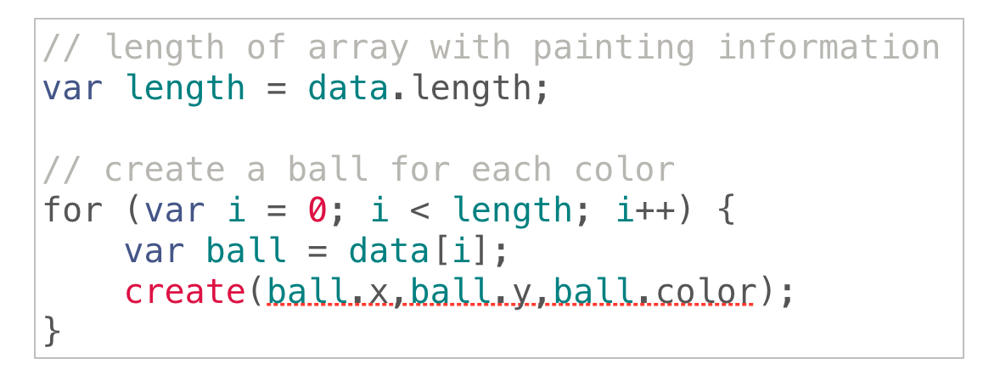 // length of array with painting information
var length = data.length;
// create a ball for each color
for (var i = 0; i < length; i++) {
    var ball = data[i];
    create(ball.x,ball.y,ball.color);
}